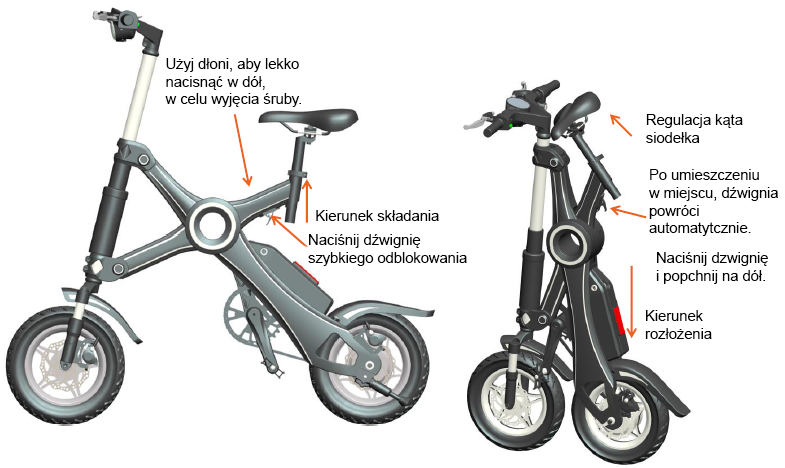 Użyj dłoni, aby lekko
nacisnąć w dół,
w celu wyjęcia śruby.
Kierunek składania
Naciśnij dźwignię
szybkiego odblokowania
Regulacja kąta
siodełka
Po umieszczeniu
w miejscu, dźwignia
powróci
automatytcznie.
Naciśnij dzwignię
i popchnij na dół.
Kierunek
rozłożenia